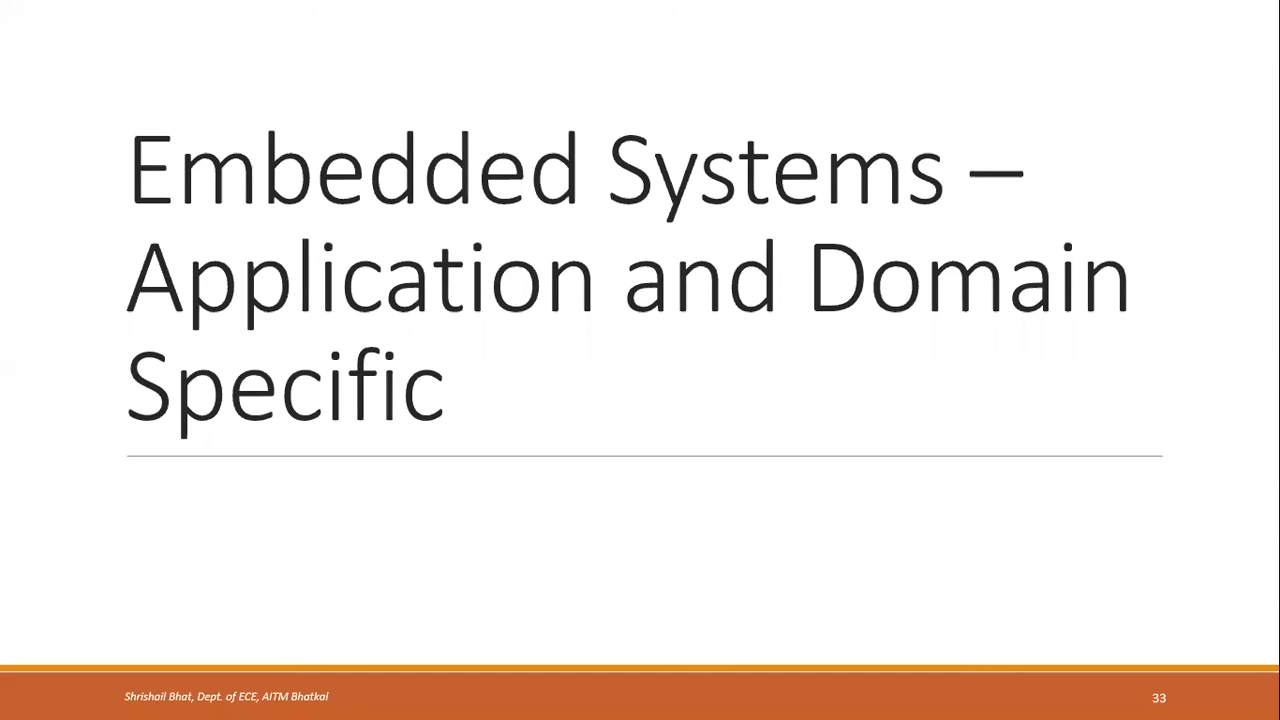 Embedded Systems –
Application and Domain
Specific
Shrishail Bhat, Dept. of ECE, AITM Bhatkal
33